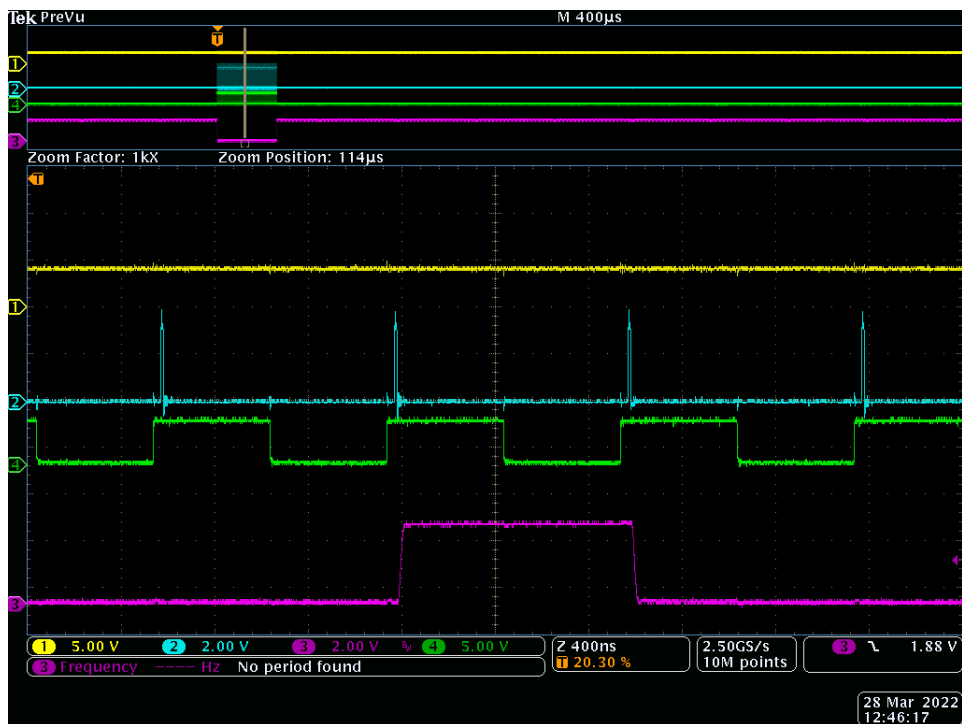 Tek PreVu M 400µs
T
1
2
4
3
Zoom Factor: 1kX Zoom Position: 114µs
T
1
2
4
3
1 5.00 V 2 2.00 V 3 2.00 V 4 5.00 V
Z 400ns
T 20.30 %
2.50GS/s
10M points
3 1.88 V
3 Frequency ---- Hz No period found
28 Mar 2022
12:46:17